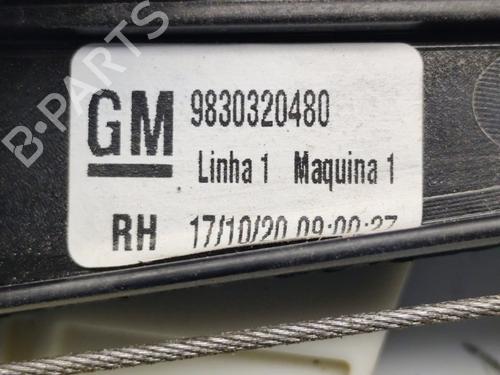 GM 9830320480
Linha 1 Maquina 1
RH 17/10/20 09:00:27
B-PARTS